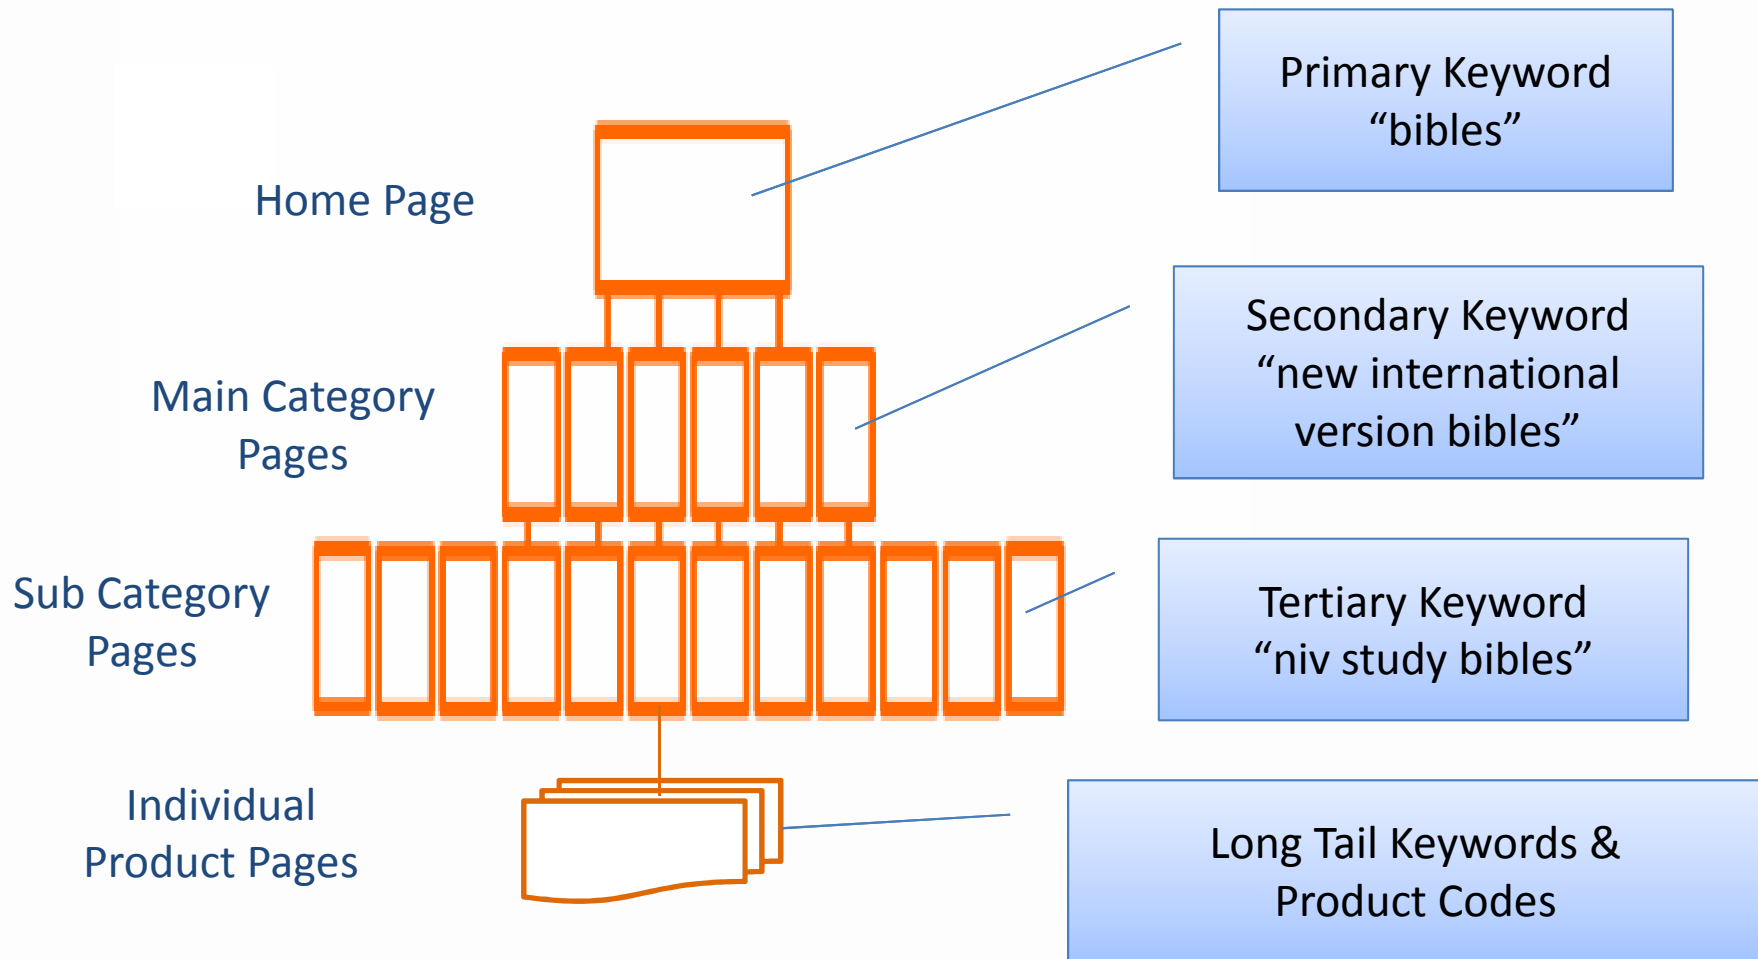 Primary Keyword
“bibles”
Home Page
Secondary Keyword
“new international
version bibles”
Main Category
Pages
Sub Category
Pages
Tertiary Keyword
“niv study bibles”
Individual
Product Pages
Long Tail Keywords &
Product Codes